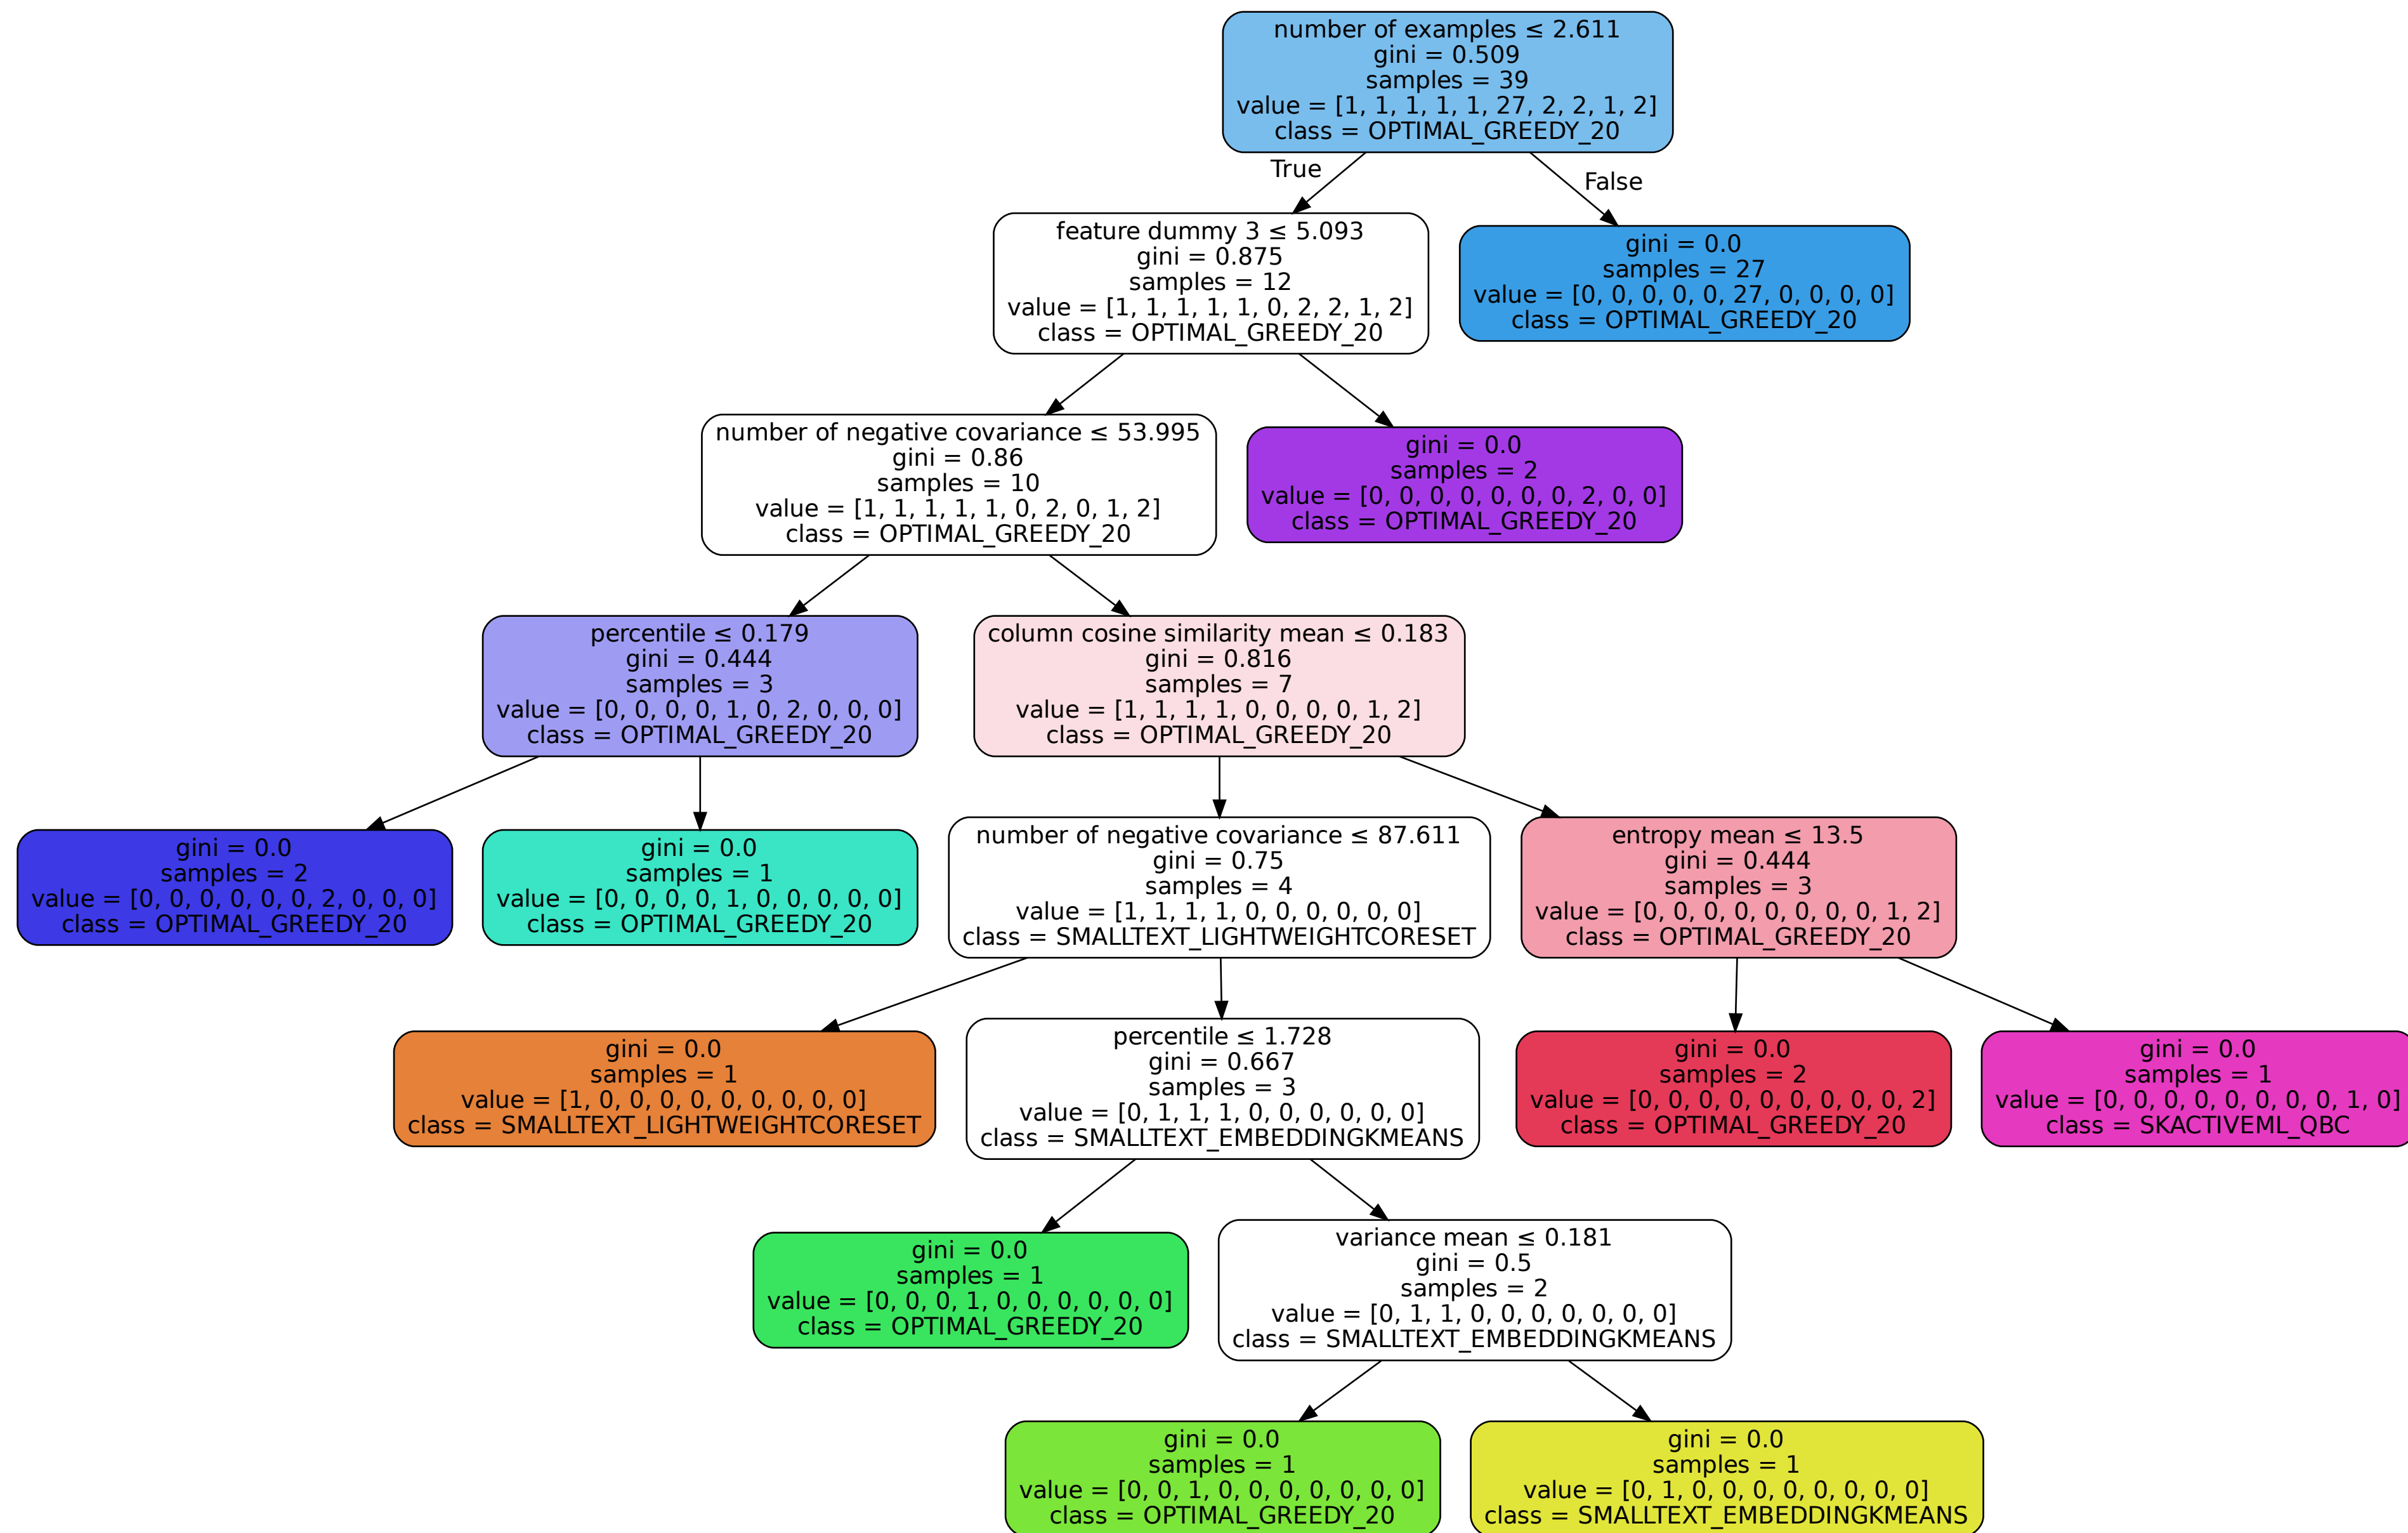 number of examples ≤ 2.611
gini = 0.509
samples = 39
value = [1, 1, 1, 1, 1, 27, 2, 2, 1, 2]
class = OPTIMAL_GREEDY_20
True
False
feature dummy 3 ≤ 5.093
gini = 0.875
samples = 12
value = [1, 1, 1, 1, 1, 0, 2, 2, 1, 2]
class = OPTIMAL_GREEDY_20
gini = 0.0
samples = 27
value = [0, 0, 0, 0, 0, 27, 0, 0, 0, 0]
class = OPTIMAL_GREEDY_20
number of negative covariance ≤ 53.995
gini = 0.86
samples = 10
value = [1, 1, 1, 1, 1, 0, 2, 0, 1, 2]
class = OPTIMAL_GREEDY_20
gini = 0.0
samples = 2
value = [0, 0, 0, 0, 0, 0, 0, 2, 0, 0]
class = OPTIMAL_GREEDY_20
percentile ≤ 0.179
gini = 0.444
samples = 3
value = [0, 0, 0, 0, 1, 0, 2, 0, 0, 0]
class = OPTIMAL_GREEDY_20
column cosine similarity mean ≤ 0.183
gini = 0.816
samples = 7
value = [1, 1, 1, 1, 0, 0, 0, 0, 1, 2]
class = OPTIMAL_GREEDY_20
gini = 0.0
samples = 2
value = [0, 0, 0, 0, 0, 0, 2, 0, 0, 0]
class = OPTIMAL_GREEDY_20
gini = 0.0
samples = 1
value = [0, 0, 0, 0, 1, 0, 0, 0, 0, 0]
class = OPTIMAL_GREEDY_20
number of negative covariance ≤ 87.611
gini = 0.75
samples = 4
value = [1, 1, 1, 1, 0, 0, 0, 0, 0, 0]
class = SMALLTEXT_LIGHTWEIGHTCORESET
entropy mean ≤ 13.5
gini = 0.444
samples = 3
value = [0, 0, 0, 0, 0, 0, 0, 0, 1, 2]
class = OPTIMAL_GREEDY_20
gini = 0.0
samples = 1
value = [1, 0, 0, 0, 0, 0, 0, 0, 0, 0]
class = SMALLTEXT_LIGHTWEIGHTCORESET
percentile ≤ 1.728
gini = 0.667
samples = 3
value = [0, 1, 1, 1, 0, 0, 0, 0, 0, 0]
class = SMALLTEXT_EMBEDDINGKMEANS
gini = 0.0
samples = 2
value = [0, 0, 0, 0, 0, 0, 0, 0, 0, 2]
class = OPTIMAL_GREEDY_20
gini = 0.0
samples = 1
value = [0, 0, 0, 0, 0, 0, 0, 0, 1, 0]
class = SKACTIVEML_QBC
gini = 0.0
samples = 1
value = [0, 0, 0, 1, 0, 0, 0, 0, 0, 0]
class = OPTIMAL_GREEDY_20
variance mean ≤ 0.181
gini = 0.5
samples = 2
value = [0, 1, 1, 0, 0, 0, 0, 0, 0, 0]
class = SMALLTEXT_EMBEDDINGKMEANS
gini = 0.0
samples = 1
value = [0, 0, 1, 0, 0, 0, 0, 0, 0, 0]
class = OPTIMAL_GREEDY_20
gini = 0.0
samples = 1
value = [0, 1, 0, 0, 0, 0, 0, 0, 0, 0]
class = SMALLTEXT_EMBEDDINGKMEANS